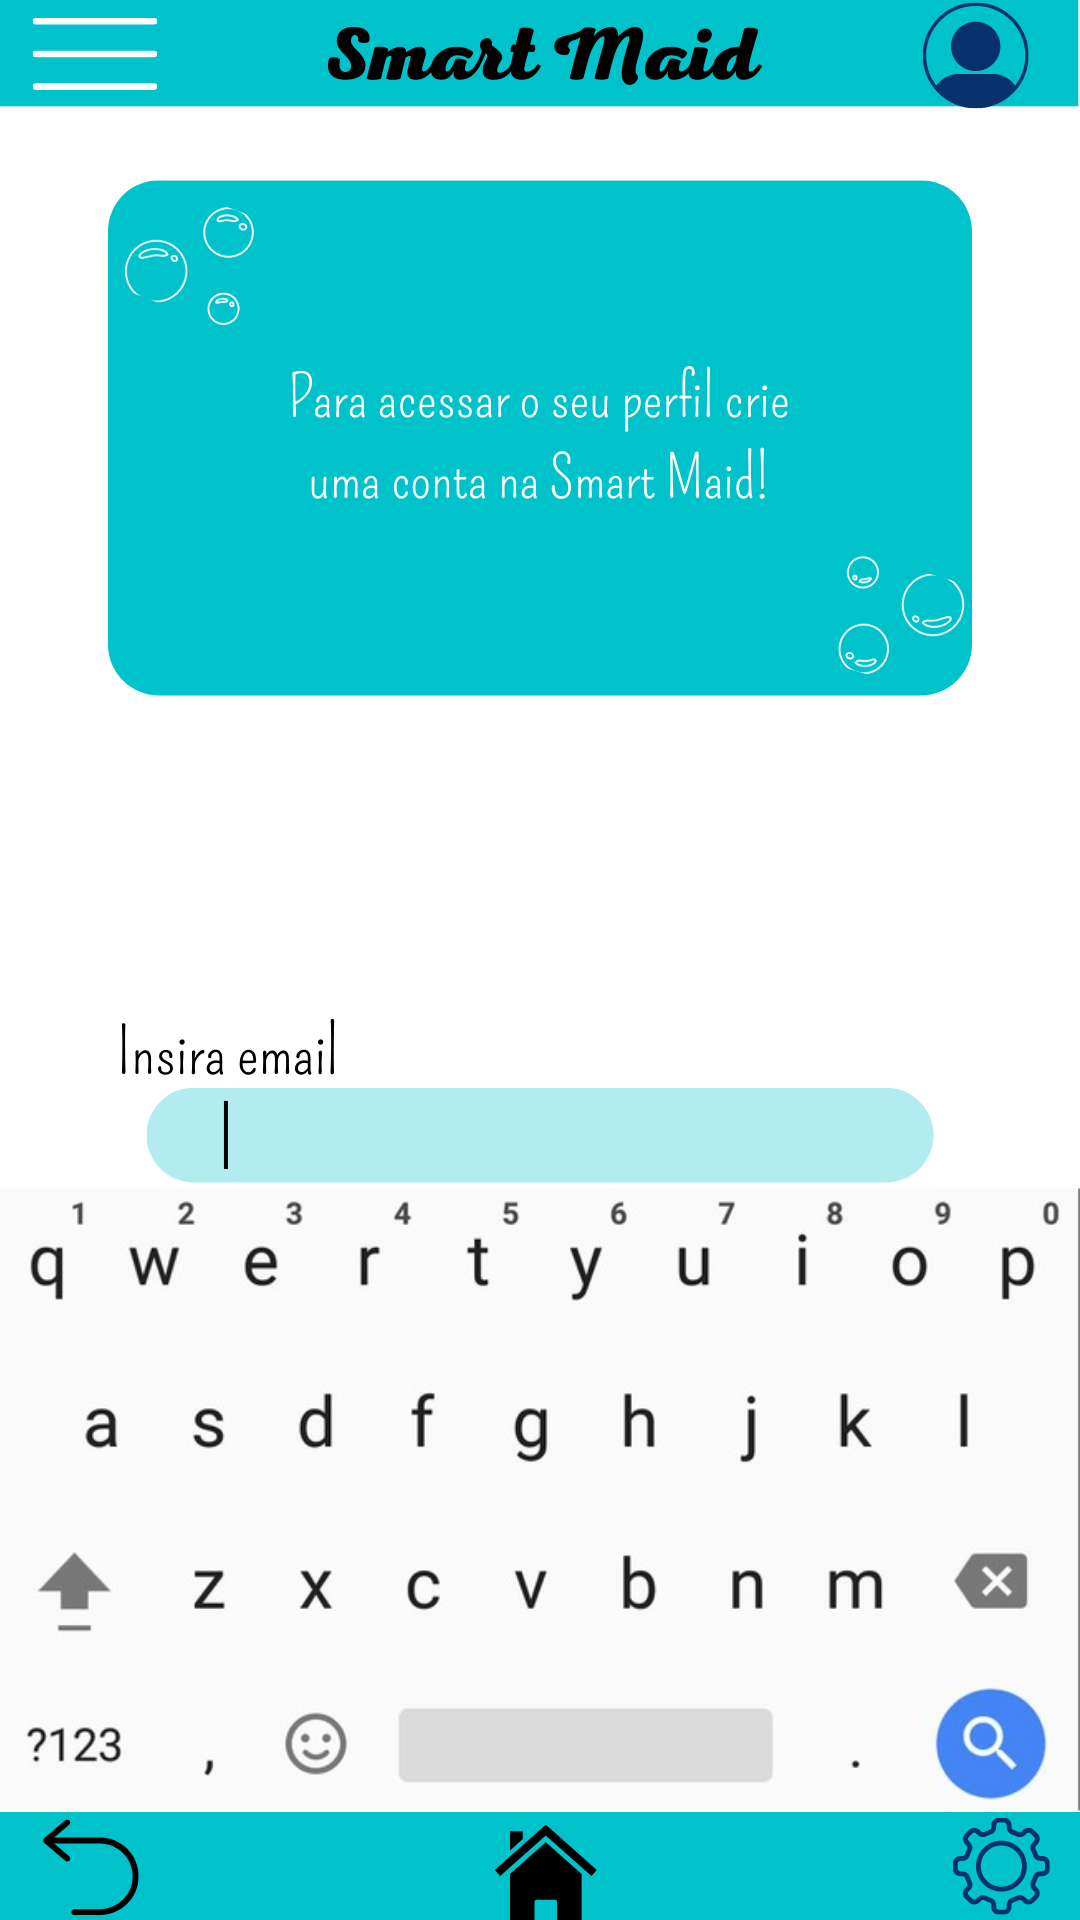 Smart Maid
Para acessar o seu perfil crie
uma conta na Smart Maid!
Insira email
1 2 3 4 5 6 7 8 9 0
q w e r t y u i o p
a s d f g h j k l
z x c v b n m
?123 , .